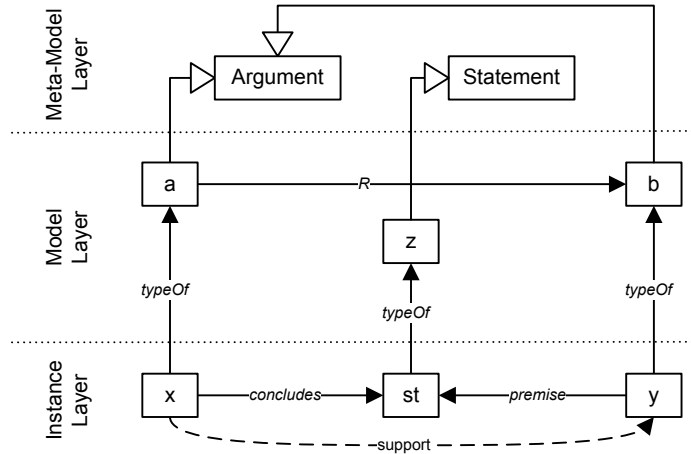 Meta-Model
Layer
Argument
Statement
Model
Layer
a
R
b
z
typeOf
typeOf
typeOf
Instance
Layer
x
concludes
st
premise
y
support